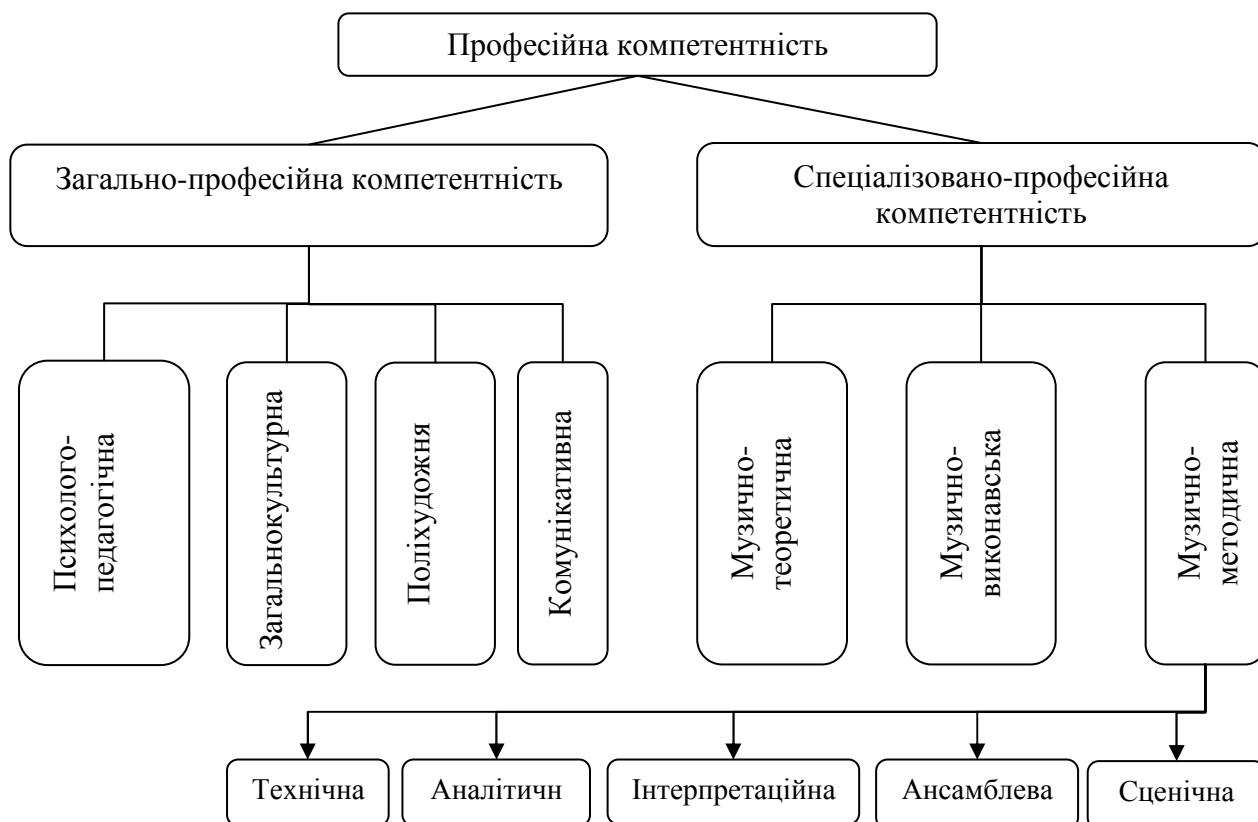 Професійна компетентність
Загально-професійна компетентність
Спеціалізовано-професійна
компетентність
Психолого-
педагогічна
Загальнокультурна
Поліхудожня
Комунікативна
Музично-
теоретична
Музично-
виконавська
Музично-
методична
Технічна
Аналітичн
Інтерпретаційна
Ансамблева
Сценічна